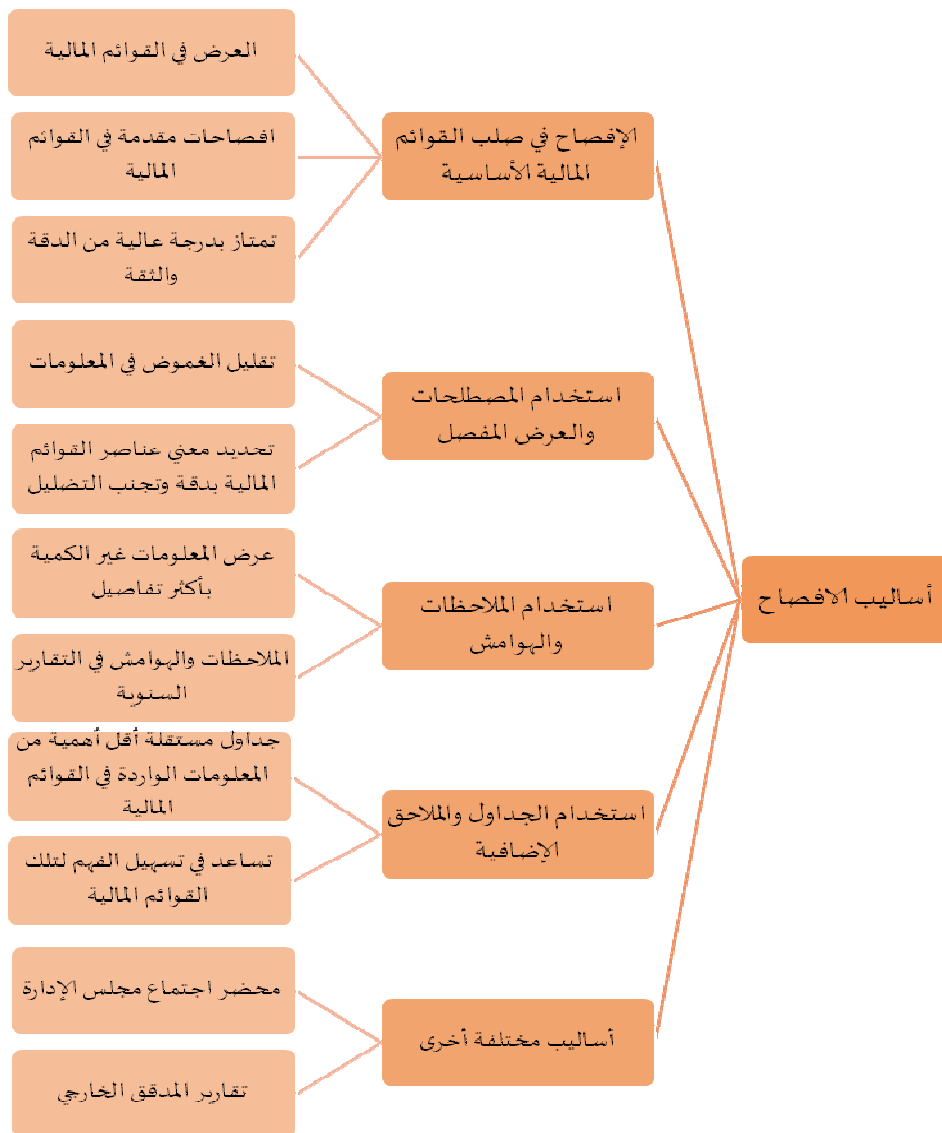 أساليب الافصاح
الإفصاح في صلب القوائم
المالية الأساسية
العرض في القوائم المالية
افصاحات مقدمة في القوائم
المالية
تمتاز بدرجة عالية من الدقة
والثقة
استخدام المصطلحات
والعرض المفصل
تقليل الغموض في المعلومات
تحديد معني عناصر القوائم
المالية بدقة وتجنب التضليل
استخدام الملاحظات
والهوامش
عرض المعلومات غير الكمية
بأكثر تفاصيل
الملاحظات والهوامش في التقارير
السنوية
استخدام الجداول والملاحق
الإضافية
جداول مستقلة أقل أهمية من
المعلومات الواردة في القوائم
المالية
تساعد في تسهيل الفهم لتلك
القوائم المالية
أساليب مختلفة أخرى
محضر اجتماع مجلس الإدارة
تقارير المدقق الخارجي